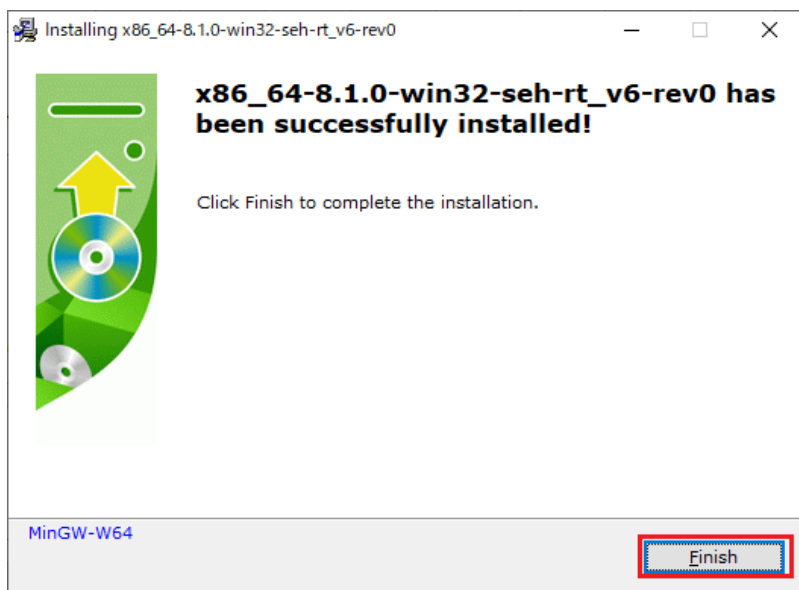 Installing x86_64-8.1.0-win32-seh-rt_v6-rev0
x86_64-8.1.0-win32-seh-rt_v6-rev0 has
been successfully installed!
Click Finish to complete the installation.
MinGW-W64
Finish